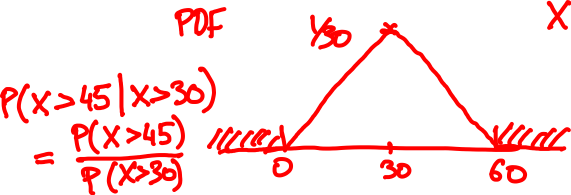 PDF
X
1/30
P(X>45|X>30)
= P(X>45)
P(X>30)
0 30 60